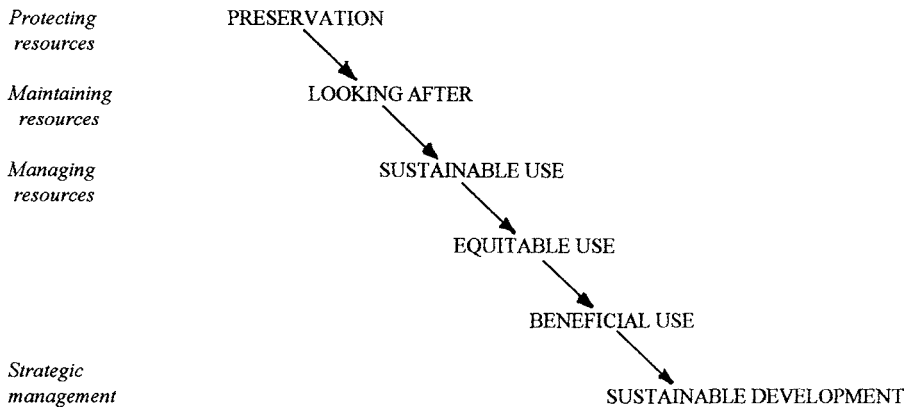 Protecting
resources
PRESERVATION
Maintaining
resources
LOOKING AFTER
Managing
resources
SUSTAINABLE USE
EQUITABLE USE
BENEFICIAL USE
Strategic
management
SUSTAINABLE DEVELOPMENT